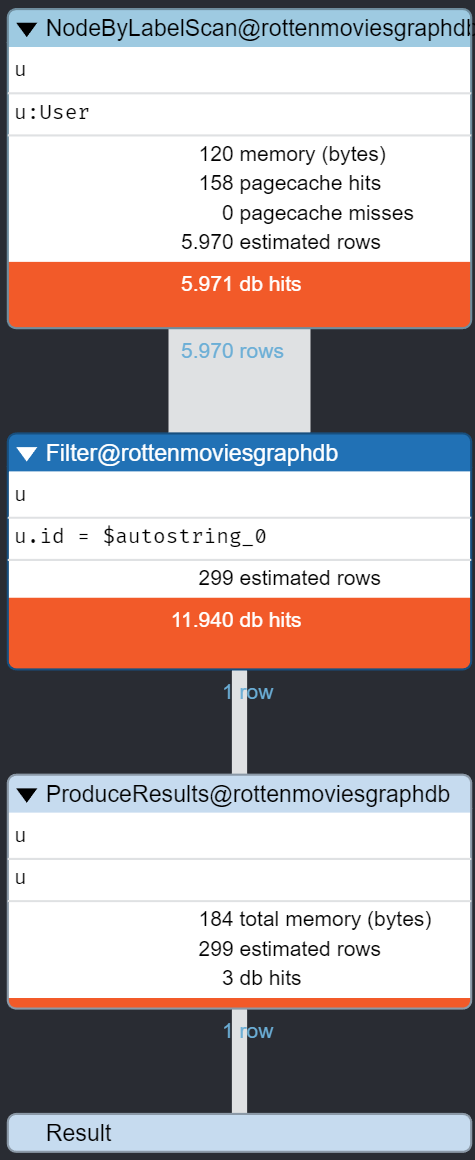 NodeByLabelScan@rottenmoviesgraphdb
u
u:User
120 memory (bytes)
158 pagecache hits
0 pagecache misses
5.970 estimated rows
5.971 db hits
5.970 rows
Filter@rottenmoviesgraphdb
u
u.id = $autostring_0
299 estimated rows
11.940 db hits
1 row
ProduceResults@rottenmoviesgraphdb
u
u
184 total memory (bytes)
299 estimated rows
3 db hits
1 row
Result